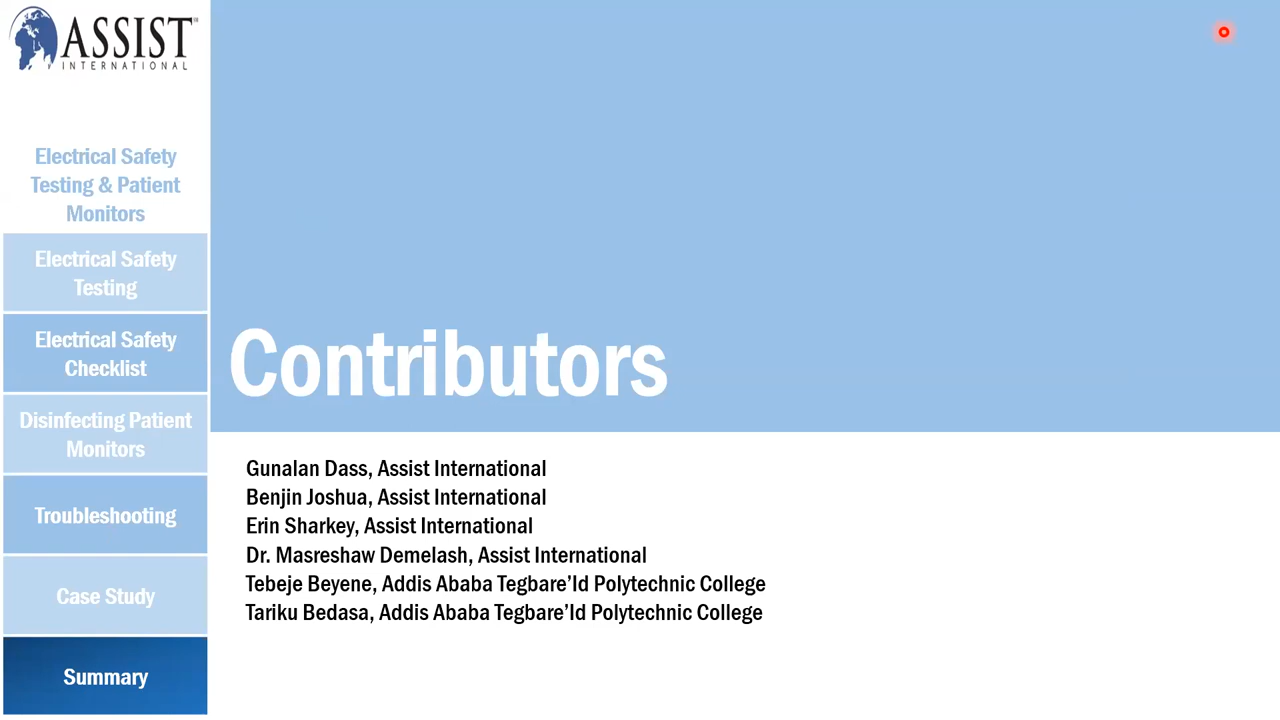 ASSIST
INTERNATIONAL
Electrical Safety
Testing & Patient
Monitors
Electrical Safety
Testing
Electrical Safety
Checklist
Disinfecting Patient
Monitors
Troubleshooting
Case Study
Summary
Contributors
Gunalan Dass, Assist International
Benjin Joshua, Assist International
Erin Sharkey, Assist International
Dr. Masreshaw Demelash, Assist International
Tebeje Beyene, Addis Ababa Tegbare’Id Polytechnic College
Tariku Bedasa, Addis Ababa Tegbare’Id Polytechnic College